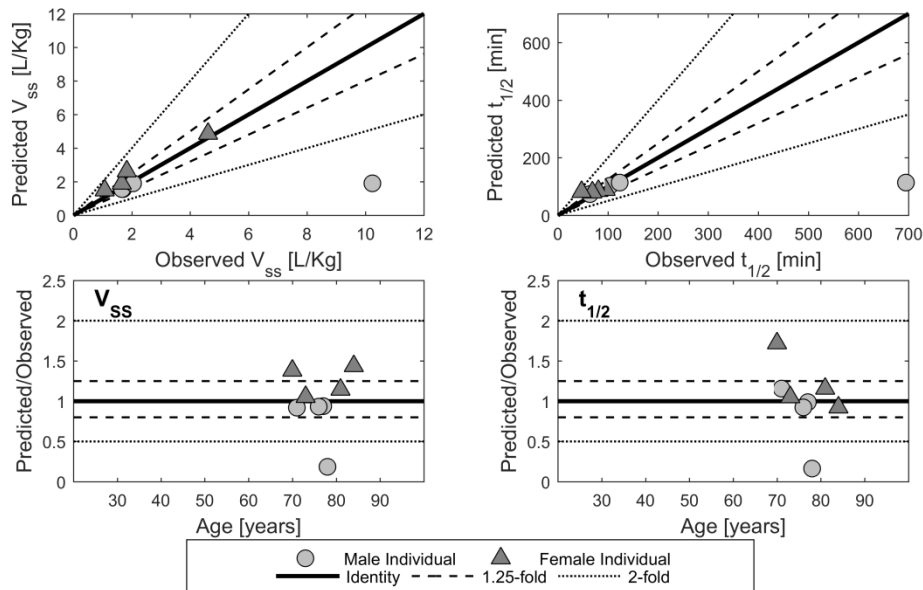 12
10
8
6
4
2
0
Predicted V_ss [L/Kg]
0 2 4 6 8 10 12
Observed V_ss [L/Kg]
600
400
200
0
Predicted t_1/2 [min]
0 100 200 300 400 500 600 700
Observed t_1/2 [min]
2.5
2
1.5
1
0.5
0
Predicted/Observed
V_SS
30 40 50 60 70 80 90
Age [years]
2.5
2
1.5
1
0.5
0
Predicted/Observed
t_1/2
30 40 50 60 70 80 90
Age [years]
Male Individual Female Individual
Identity 1.25-fold 2-fold